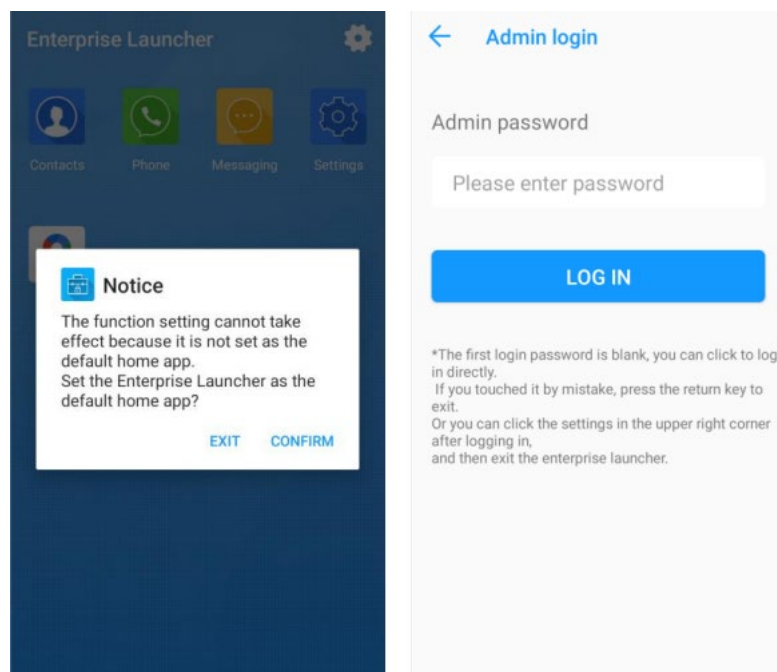 Enterprise Launcher
Contacts
Phone
Messaging
Settings
Notice
The function setting cannot take
effect because it is not set as the
default home app.
Set the Enterprise Launcher as the
default home app?
EXIT
CONFIRM
Admin login
Admin password
Please enter password
LOG IN
*The first login password is blank, you can click to log
in directly.
If you touched it by mistake, press the return key to
exit.
Or you can click the settings in the upper right corner
after logging in,
and then exit the enterprise launcher.